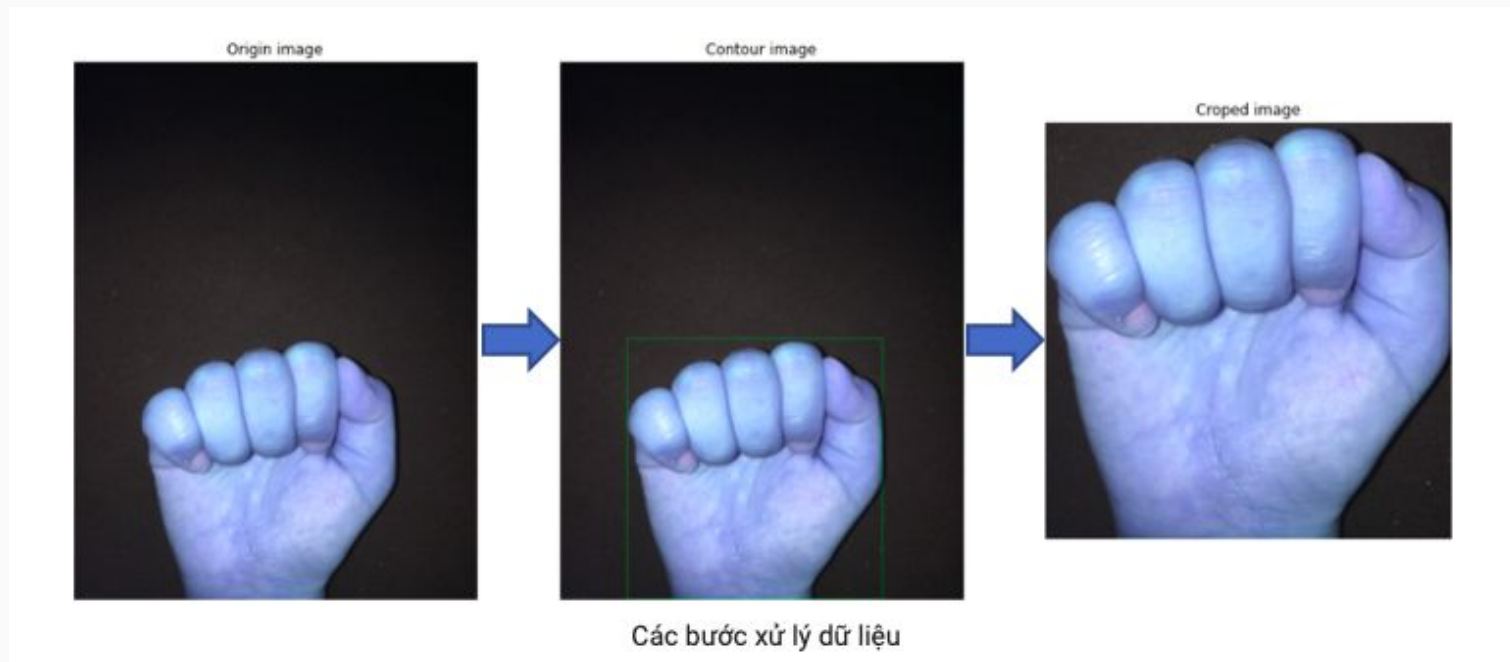 Origin image
Contour image
Croped image
Các bước xử lý dữ liệu